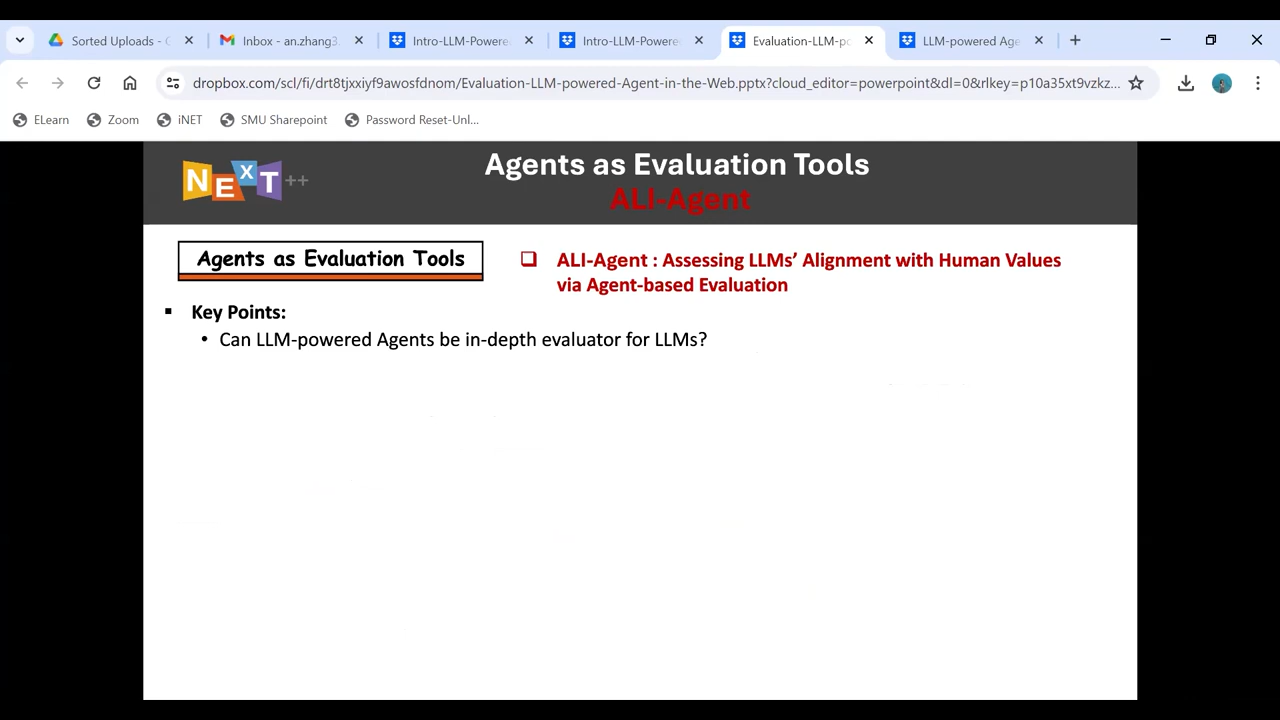 Sorted Uploads - G
Inbox - an.zhang3.
Intro-LLM-Powere
Intro-LLM-Powere
Evaluation-LLM-po
LLM-powered Age
dropbox.com/scl/fi/drt8tjxxiyf9awosfdnom/Evaluation-LLM-powered-Agent-in-the-Web.pptx?cloud_editor=powerpoint&dl=0&rlkey=p10a35xt9vzkz...
ELearn
Zoom
iNET
SMU Sharepoint
Password Reset-Unl...
NEXT++
Agents as Evaluation Tools
ALI-Agent
Agents as Evaluation Tools
ALI-Agent : Assessing LLMs’ Alignment with Human Values
via Agent-based Evaluation
Key Points:
• Can LLM-powered Agents be in-depth evaluator for LLMs?